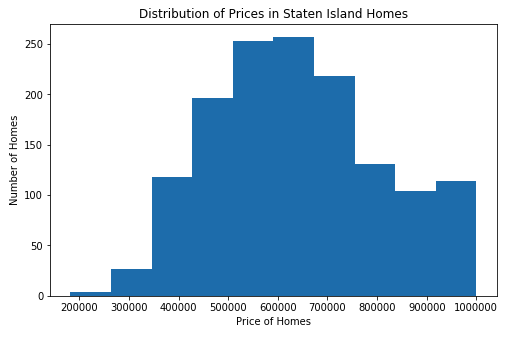 Distribution of Prices in Staten Island Homes
250
200
150
100
50
0
Number of Homes
200000 300000 400000 500000 600000 700000 800000 900000 1000000
Price of Homes